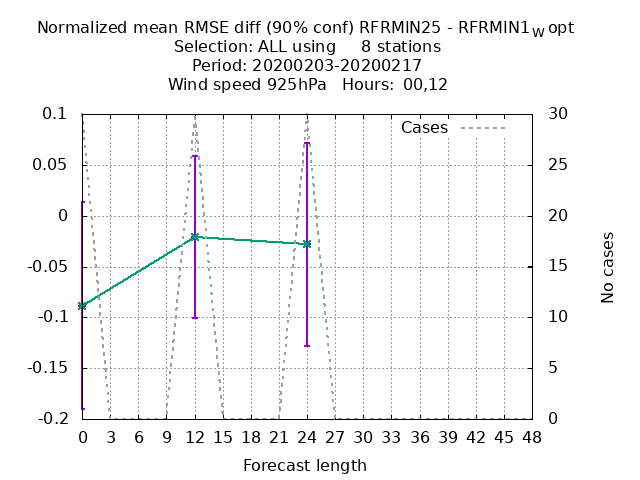 Normalized mean RMSE diff (90% conf) RFRMIN25 - RFRMIN1w opt
Selection: ALL using 8 stations
Period: 20200203-20200217
Wind speed 925hPa Hours: 00,12
0.1
0.05
0
-0.05
-0.1
-0.15
-0.2
Cases
30
25
20
15
10
5
0
No cases
0 3 6 9 12 15 18 21 24 27 30 33 36 39 42 45 48
Forecast length